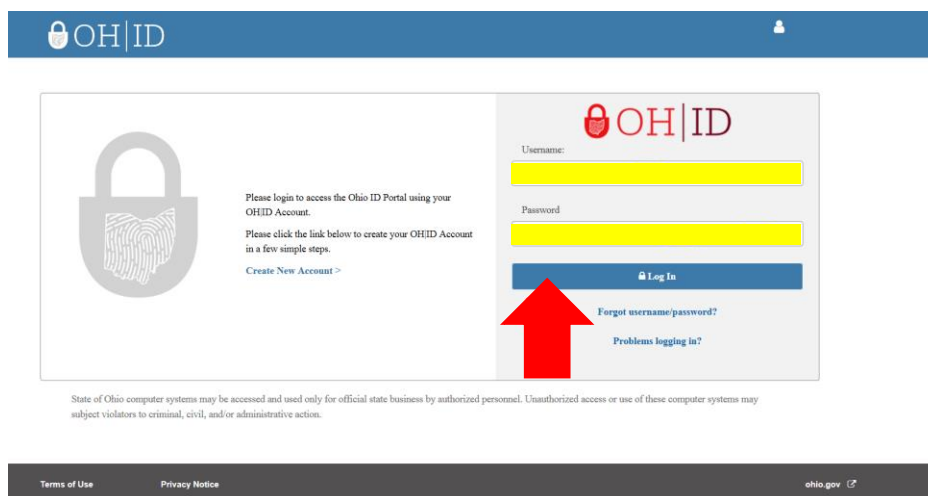 OH|ID
OH|ID
Username:
Please login to access the Ohio ID Portal using your
OH|ID Account.
Password
Please click the link below to create your OH|ID Account
in a few simple steps.
Create New Account >
Log In
Forgot username/password?
Problems logging in?
State of Ohio computer systems may be accessed and used only for official state business by authorized personnel. Unauthorized access or use of these computer systems may
subject violators to criminal, civil, and/or administrative action.
Terms of Use Privacy Notice ohio.gov